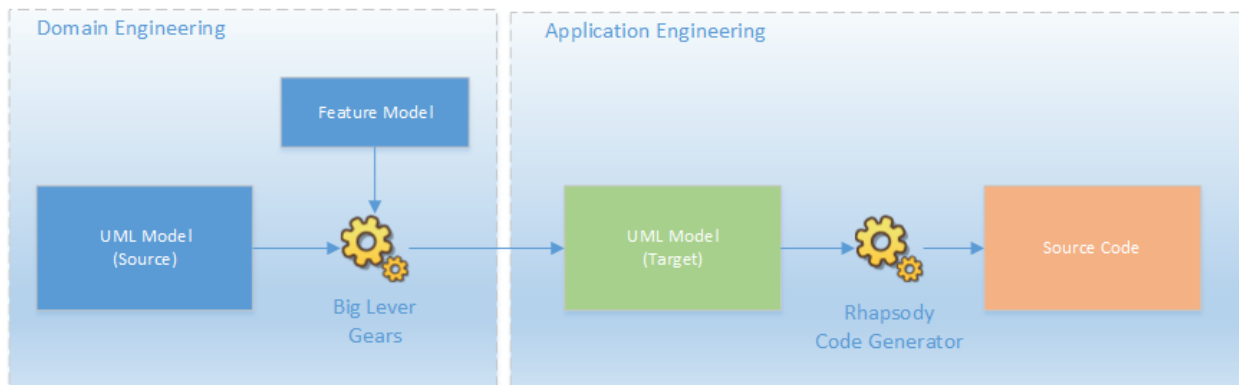 Domain Engineering
Application Engineering
Feature Model
UML Model
(Source)
UML Model
(Target)
Source Code
Big Lever
Gears
Rhapsody
Code Generator